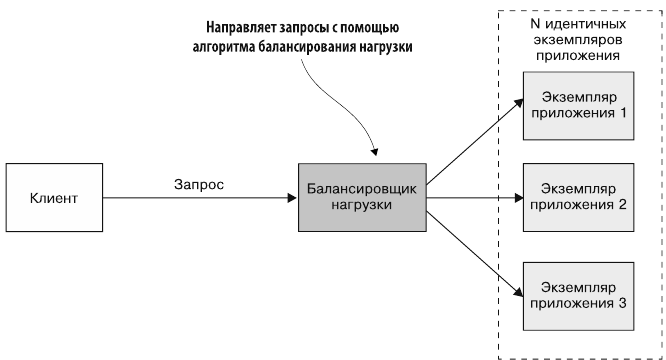 Направляет запросы с помощью
алгоритма балансирования нагрузки
N идентичных
экземпляров
приложения
Экземпляр
приложения 1
Клиент
Запрос
Балансировщик
нагрузки
Экземпляр
приложения 2
Экземпляр
приложения 3